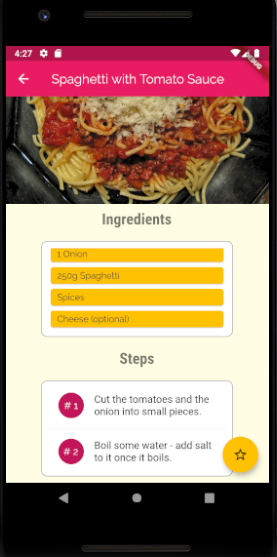 4:27
DEBUG
Spaghetti with Tomato Sauce
Ingredients
1 Onion
250g Spaghetti
Spices
Cheese (optional)
Steps
# 1
Cut the tomatoes and the
onion into small pieces.
# 2
Boil some water - add salt
to it once it boils.